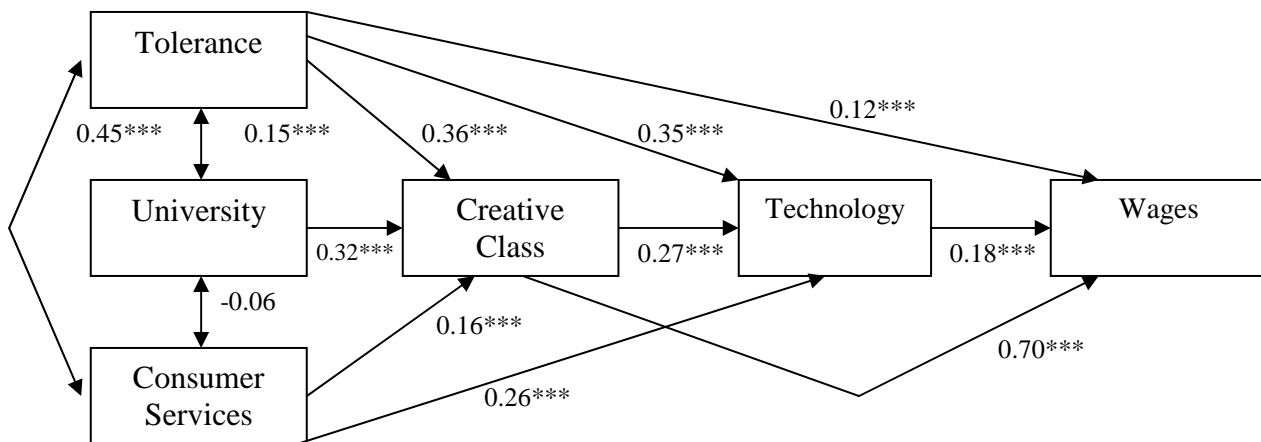 Tolerance
0.45***
0.15***
0.36***
0.35***
0.12***
University
Creative
Class
Technology
Wages
0.32***
0.27***
0.18***
-0.06
0.16***
0.70***
Consumer
Services
0.26***